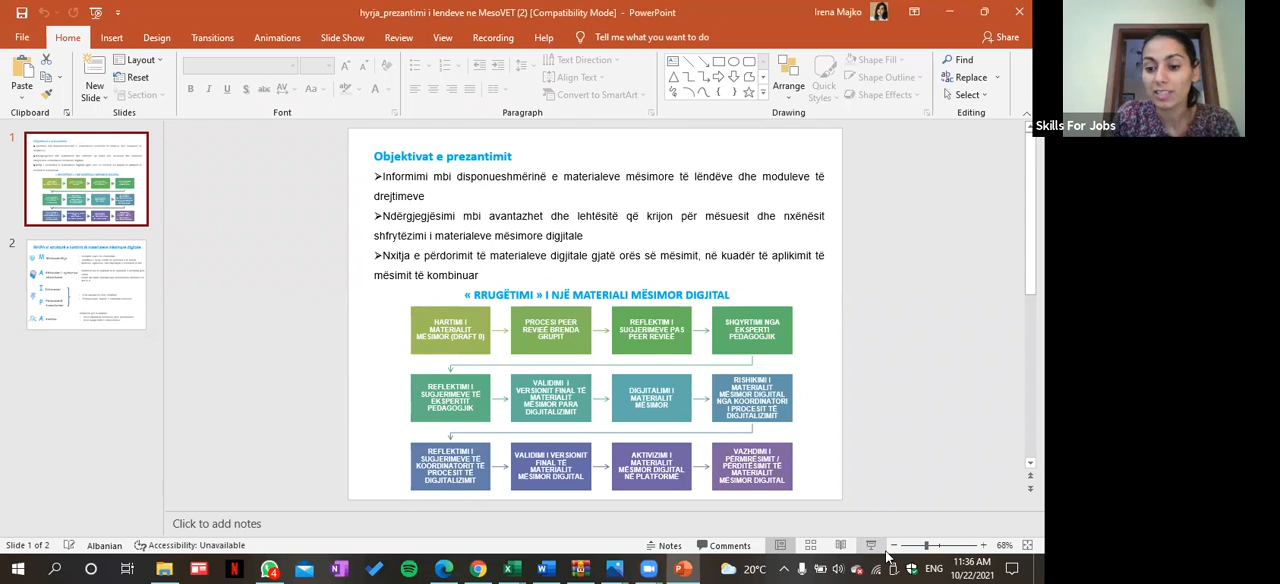 hyrja_prezantimi i lendeve ne MesoVET (2) [Compatibility Mode] - PowerPoint
Irena Majko
File Home Insert Design Transitions Animations Slide Show Review View Recording Help Tell me what you want to do Share
Paste
Clipboard
New
Slide
Layout
Reset
Section
Slides
B I U S abc AV Aa A
Font
Paragraph
Text Direction
Align Text
Convert to SmartArt
Arrange
Quick
Styles
Shape Fill
Shape Outline
Shape Effects
Drawing
Find
Replace
Select
Editing
Skills For Jobs
1
2
Objektivat e prezantimit
➢Informimi mbi disponueshmërinë e materialeve mësimore të lëndëve dhe moduleve të
drejtimeve
➢Ndërgjegjësimi mbi avantazhet dhe lehtësitë që krijon për mësuesit dhe nxënësit
shfrytëzimi i materialeve mësimore digjitale
➢Nxitja e përdorimit të materialeve digjitale gjatë orës së mësimit, në kuadër të aplikimit të
mësimit të kombinuar
« RRUGËTIMI » I NJË MATERIALI MËSIMOR DIGJITAL
HARTIMI I
MATERIALIT
MËSIMOR (DRAFT 0)
PROCESI PEER
REVIEË BRENDA
GRUPIT
REFLEKTIM I
SUGJERIMEVE PAS
PEER REVIEË
SHQYRTIMI NGA
EKSPERTI
PEDAGOGJIK
REFLEKTIMI I
SUGJERIMEVE TË
EKSPERTIT
PEDAGOGJIK
VALIDIMI I
VERSIONIT FINAL TË
MATERIALIT
MËSIMOR PARA
DIGJITALIZIMIT
DIGJITALIMI I
MATERIALIT
MËSIMOR
RISHIKIMI I
MATERIALIT
MËSIMOR DIGJITAL
NGA KOORDINATORI
I PROCESIT TË
DIGJITALIZIMIT
REFLEKTIMI I
SUGJERIMEVE TË
KOORDINATORIT TË
PROCESIT TË
DIGJITALIZIMIT
VALIDIMI I VERSIONIT
FINAL TË
MATERIALIT
MËSIMOR DIGJITAL
AKTIVIZIMI I
MATERIALIT
MËSIMOR DIGJITAL
NË PLATFORMË
VAZHDIMI I
PËRMIRËSIMIT /
PËRDITËSIMIT TË
MATERIALIT
MËSIMOR DIGJITAL
Click to add notes
Slide 1 of 2 Albanian Accessibility: Unavailable Notes Comments 68%
20°C ENG
11:36 AM
10/22/2021